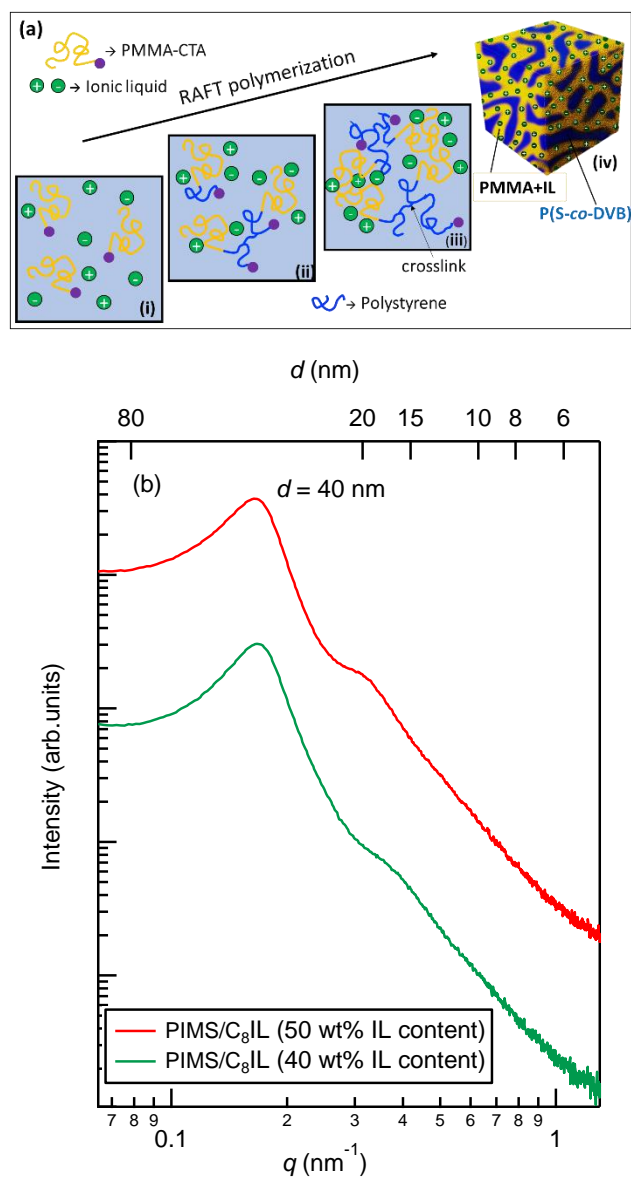 (a)
→ PMMA-CTA
+ - → Ionic liquid
RAFT polymerization
(i)
(ii)
(iii)
(iv)
PMMA+IL
P(S-co-DVB)
crosslink
→ Polystyrene
d (nm)
80 20 15 10 8 6
(b)
d = 40 nm
Intensity (arb.units)
PIMS/C₈IL (50 wt% IL content)
PIMS/C₈IL (40 wt% IL content)
7 8 9 2 3 4 5 6 7 8 9
0.1 1
q (nm⁻¹)